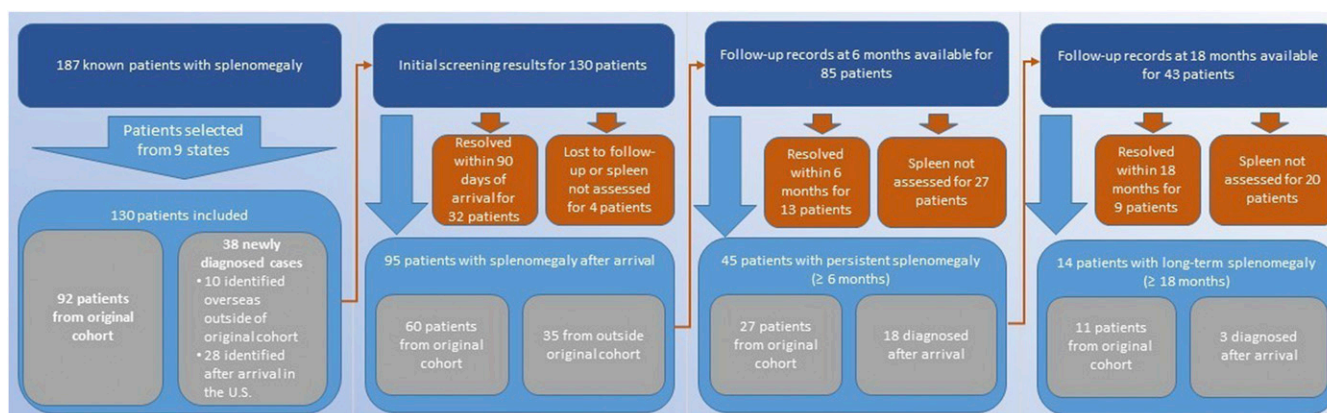 187 known patients with splenomegaly
Patients selected
from 9 states
130 patients included
92 patients
from original
cohort
38 newly
diagnosed cases
• 10 identified
overseas
outside of
original cohort
• 28 identified
after arrival in
the U.S.
Initial screening results for 130 patients
Resolved
within 90
days of
arrival for
32 patients
Lost to follow-
up or spleen
not assessed
for 4 patients
95 patients with splenomegaly after arrival
60 patients
from original
cohort
35 from outside
original cohort
Follow-up records at 6 months available for
85 patients
Resolved
within 6
months for
13 patients
Spleen not
assessed for 27
patients
45 patients with persistent splenomegaly
(≥ 6 months)
27 patients
from original
cohort
18 diagnosed
after arrival
Follow-up records at 18 months available
for 43 patients
Resolved
within 18
months for
9 patients
Spleen not
assessed for 20
patients
14 patients with long-term splenomegaly
(≥ 18 months)
11 patients
from original
cohort
3 diagnosed
after arrival